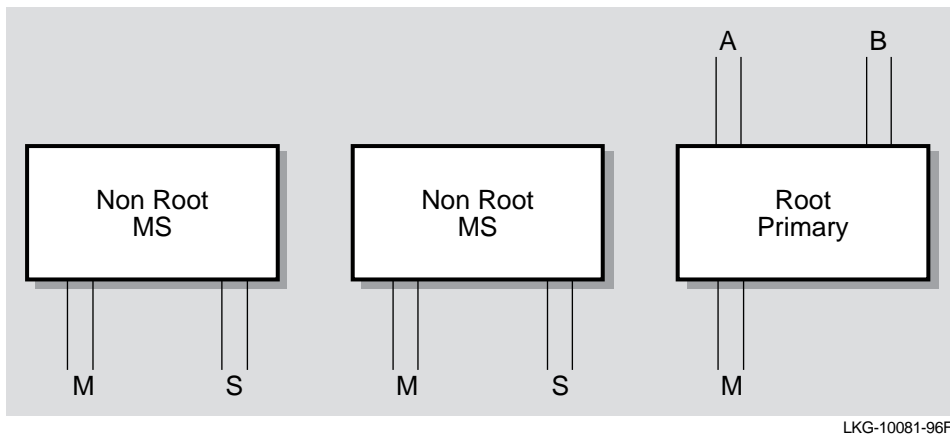 A B
Non Root
MS
Non Root
MS
Root
Primary
M S M S M
LKG-10081-96F